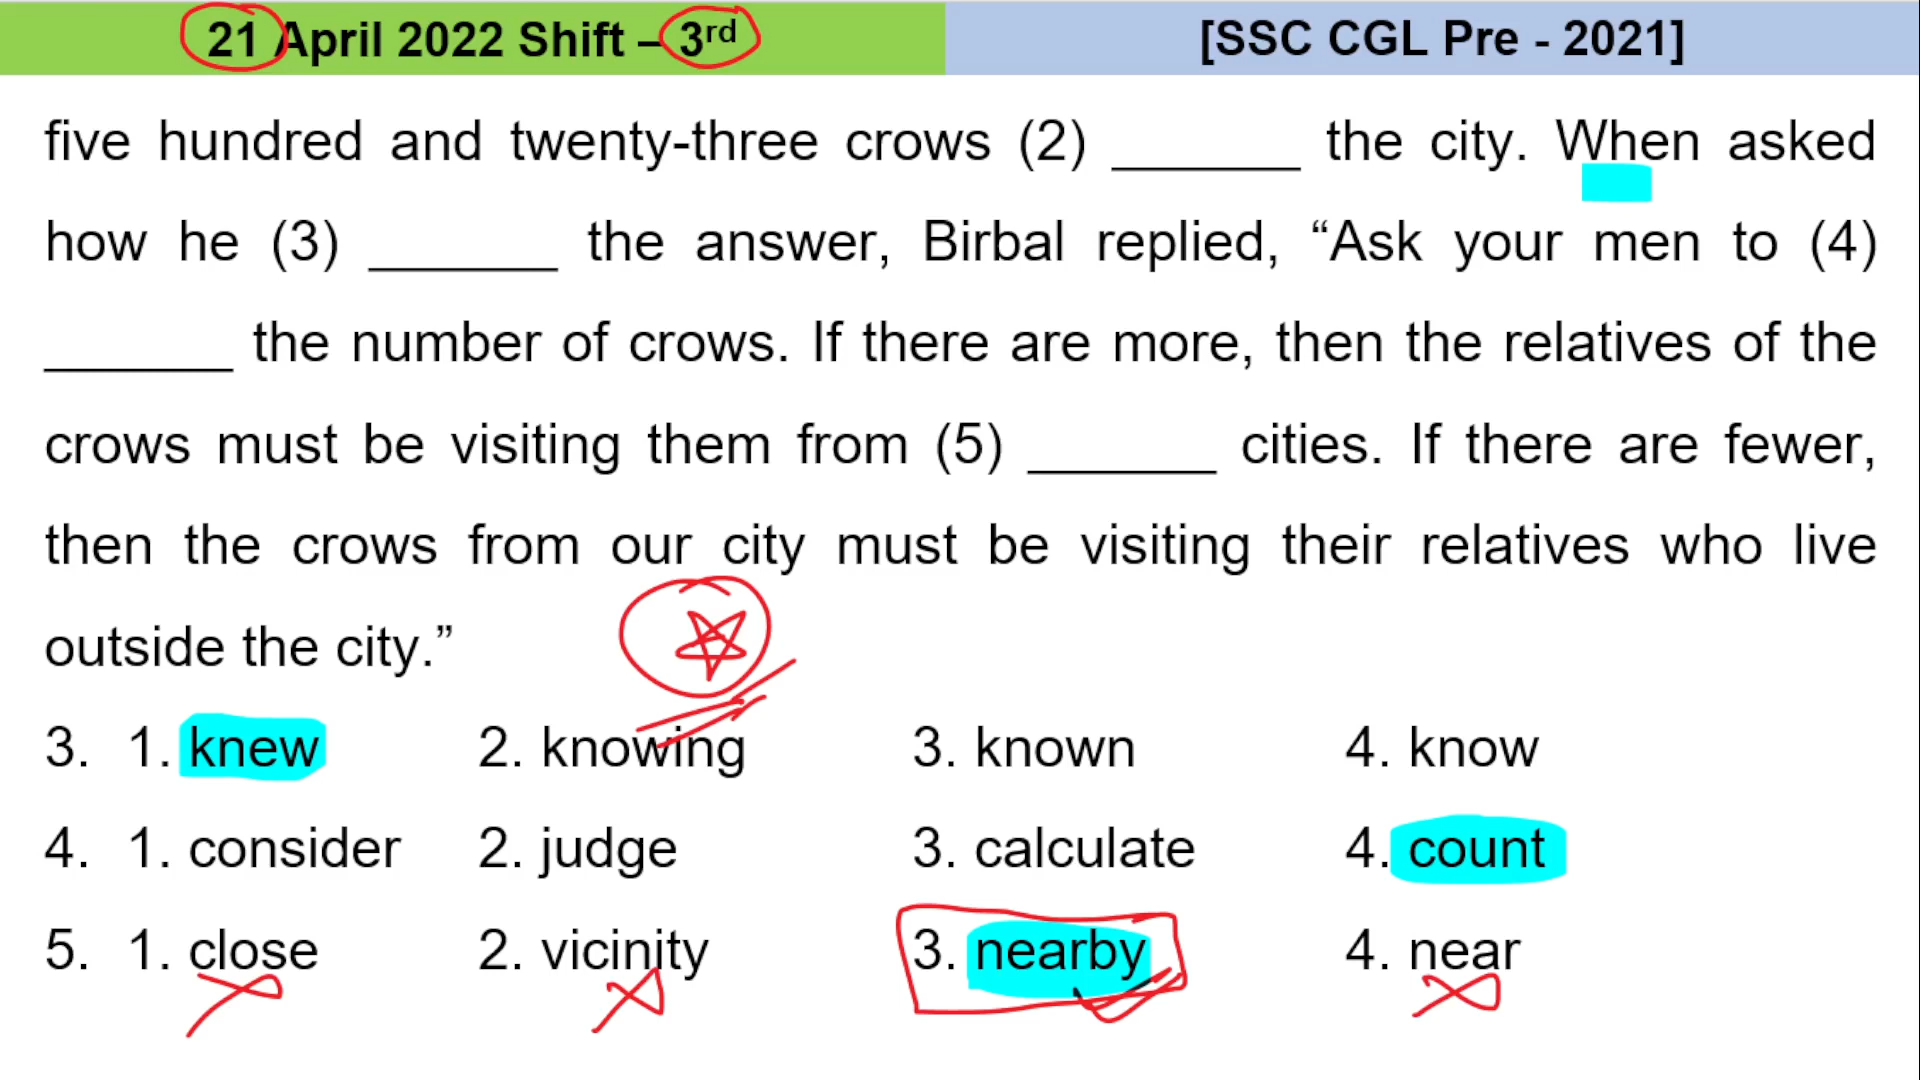 21 April 2022 Shift – 3rd
[SSC CGL Pre - 2021]
five hundred and twenty-three crows (2) ______ the city. When asked
how he (3) ______ the answer, Birbal replied, “Ask your men to (4)
______ the number of crows. If there are more, then the relatives of the
crows must be visiting them from (5) ______ cities. If there are fewer,
then the crows from our city must be visiting their relatives who live
outside the city.”
3. 1. knew 2. knowing 3. known 4. know
4. 1. consider 2. judge 3. calculate 4. count
5. 1. close 2. vicinity 3. nearby 4. near